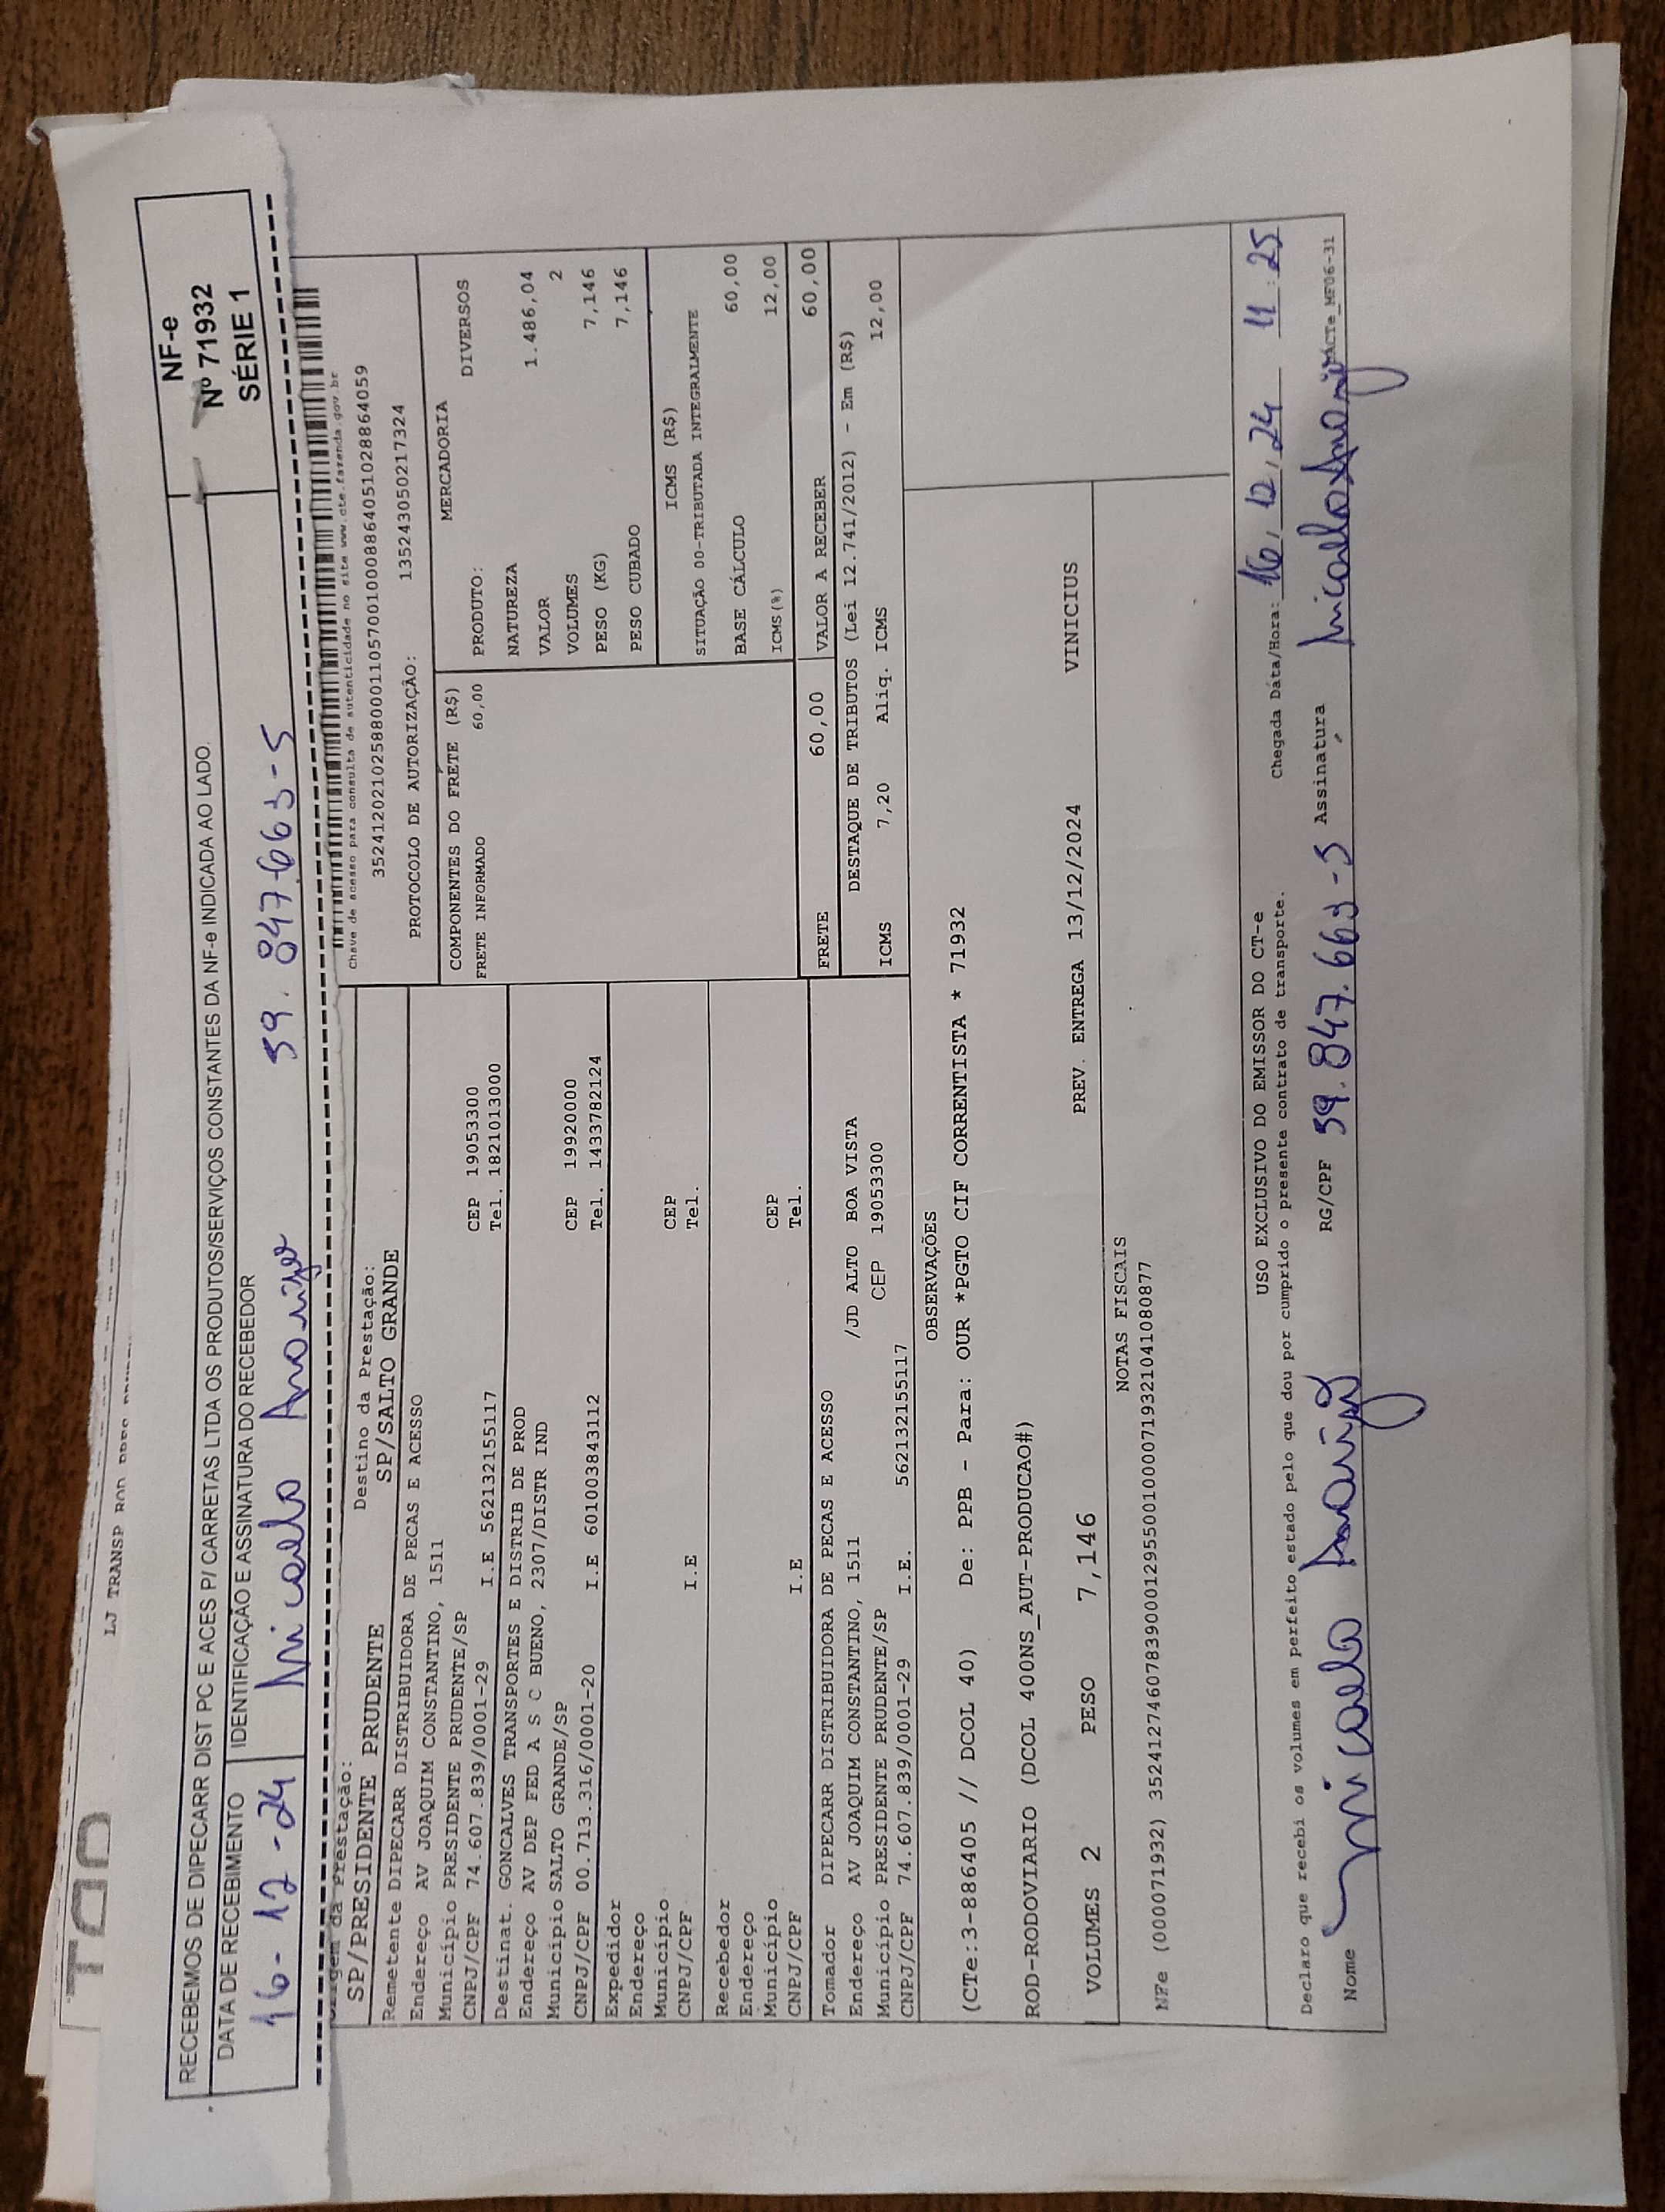 LJ TRANSP ROD
RECEBEMOS DE DIPECARR DIST PC E ACES P/ CARRETAS LTDA OS PRODUTOS/SERVIÇOS CONSTANTES DA NF-e INDICADA AO LADO.
NF-e
Nº 71932
SÉRIE 1
DATA DE RECEBIMENTO
16-12-24
IDENTIFICAÇÃO E ASSINATURA DO RECEBEDOR
39.847663-5
Origem da Prestação:
SP/PRESIDENTE PRUDENTE
Destino da Prestação:
SP/SALTO GRANDE
Chave de acesso para consulta de autenticidade no site www.cte.fazenda.gov.br
35241202102588000110570010008864051028864059
PROTOCOLO DE AUTORIZAÇÃO:
135243050217324
Remetente DIPECARR DISTRIBUIDORA DE PECAS E ACESSO
Endereço AV JOAQUIM CONSTANTINO, 1511
Município PRESIDENTE PRUDENTE/SP CEP 19053300
CNPJ/CPF 74.607.839/0001-29 I.E 562132155117 Tel. 1821013000
Destinat. GONCALVES TRANSPORTES E DISTRIB DE PROD
Endereço AV DEP FED A S C BUENO, 2307/DISTR IND
Município SALTO GRANDE/SP CEP 19920000
CNPJ/CPF 00.713.316/0001-20 I.E 601003843112 Tel. 1433782124
Expedidor
Endereço
Município CEP
CNPJ/CPF I.E Tel.
Recebedor
Endereço
Município CEP
CNPJ/CPF I.E Tel.
Tomador DIPECARR DISTRIBUIDORA DE PECAS E ACESSO
Endereço AV JOAQUIM CONSTANTINO, 1511 /JD ALTO BOA VISTA
Município PRESIDENTE PRUDENTE/SP CEP 19053300
CNPJ/CPF 74.607.839/0001-29 I.E. 562132155117
COMPONENTES DO FRETE (R$)
FRETE INFORMADO 60,00
MERCADORIA
PRODUTO: DIVERSOS
NATUREZA
VALOR 1.486,04
VOLUMES 2
PESO (KG) 7,146
PESO CUBADO 7,146
ICMS (R$)
SITUAÇÃO 00-TRIBUTADA INTEGRALMENTE
BASE CÁLCULO 60,00
ICMS(%) 12,00
FRETE 60,00
VALOR A RECEBER 60,00
DESTAQUE DE TRIBUTOS (Lei 12.741/2012) - Em (R$)
ICMS 7,20 Aliq. ICMS 12,00
OBSERVAÇÕES
(CTe:3-886405 // DCOL 40) De: PPB - Para: OUR *PGTO CIF CORRENTISTA * 71932
ROD-RODOVIARIO (DCOL 400NS_AUT-PRODUCAO#)
VOLUMES 2 PESO 7,146 PREV. ENTREGA 13/12/2024 VINICIUS
NOTAS FISCAIS
NFe (000071932) 35241274607839000129550010000719321041080877
USO EXCLUSIVO DO EMISSOR DO CT-e
Declaro que recebi os volumes em perfeito estado pelo que dou por cumprido o presente contrato de transporte.
Chegada Data/Hora: 16/12/24 11:25
Nome
RG/CPF 39.847.663-5 Assinatura
DACTe_MF06-31